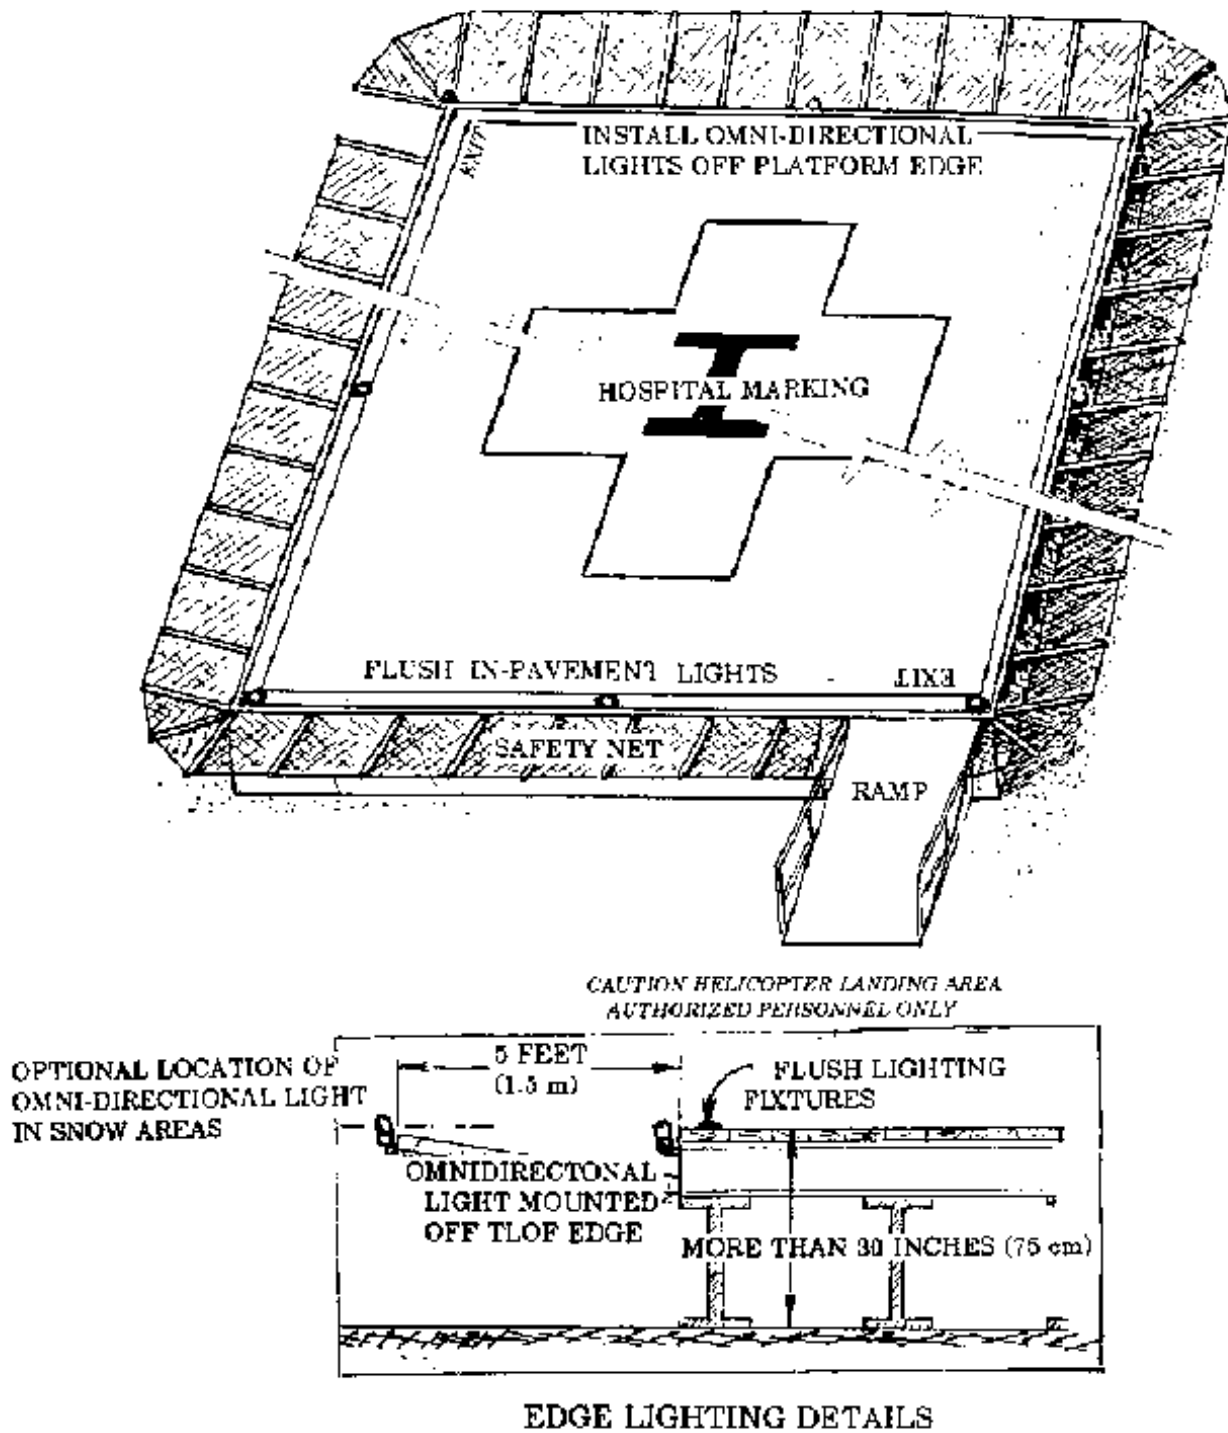 INSTALL OMNI-DIRECTIONAL
LIGHTS OFF PLATFORM EDGE
EXIT
H
HOSPITAL MARKING
FLUSH IN-PAVEMENT LIGHTS
EXIT
SAFETY NET
RAMP
CAUTION HELICOPTER LANDING AREA
AUTHORIZED PERSONNEL ONLY
5 FEET
(1.5 m)
OPTIONAL LOCATION OF
OMNI-DIRECTIONAL LIGHT
IN SNOW AREAS
FLUSH LIGHTING
FIXTURES
OMNIDIRECTONAL
LIGHT MOUNTED
OFF TLOF EDGE
MORE THAN 30 INCHES (75 cm)
EDGE LIGHTING DETAILS